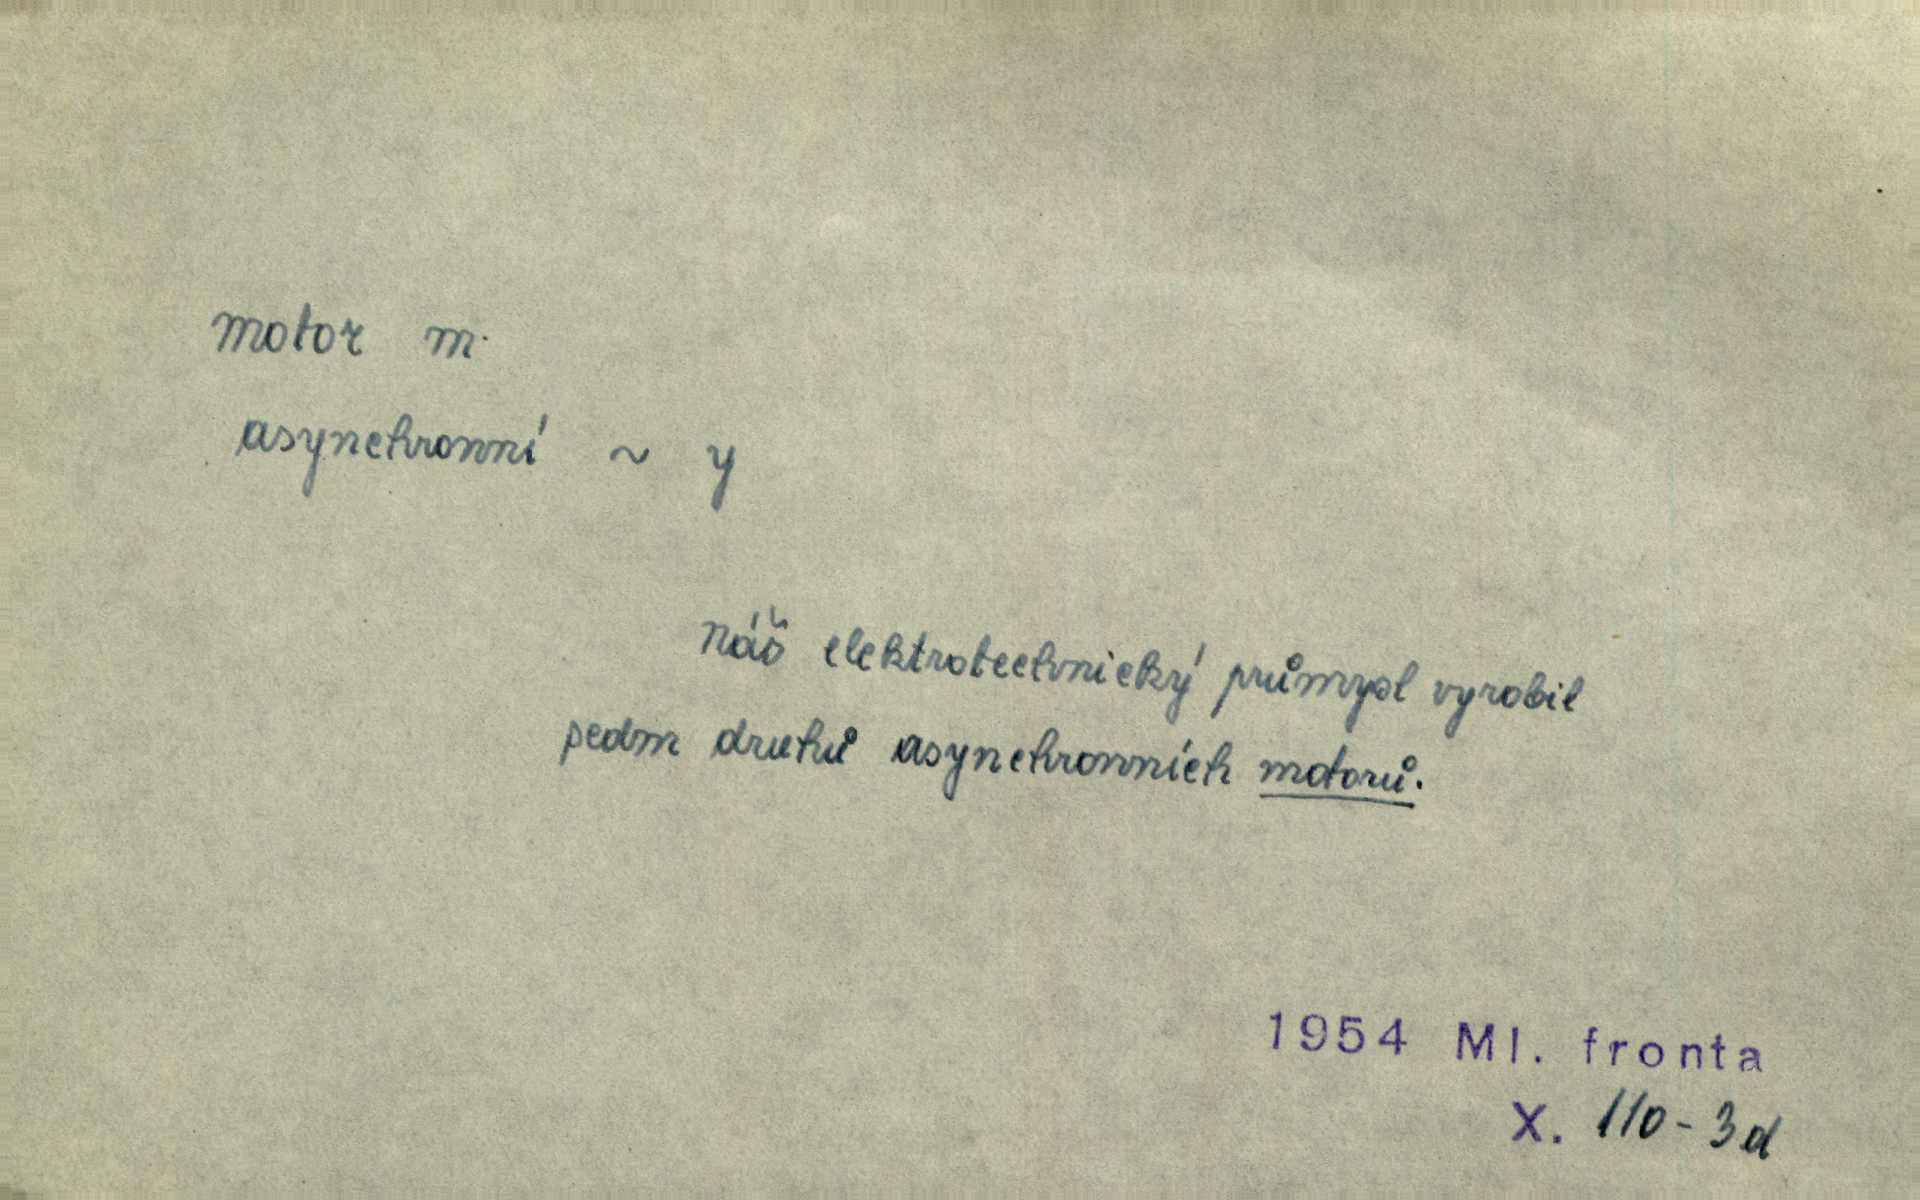 motor m.
asynchronní ~ y
Náš elektrotechnický průmysl vyrobil
sedm druhů asynchronních motorů.
1954 Ml. fronta
X. 110-3d